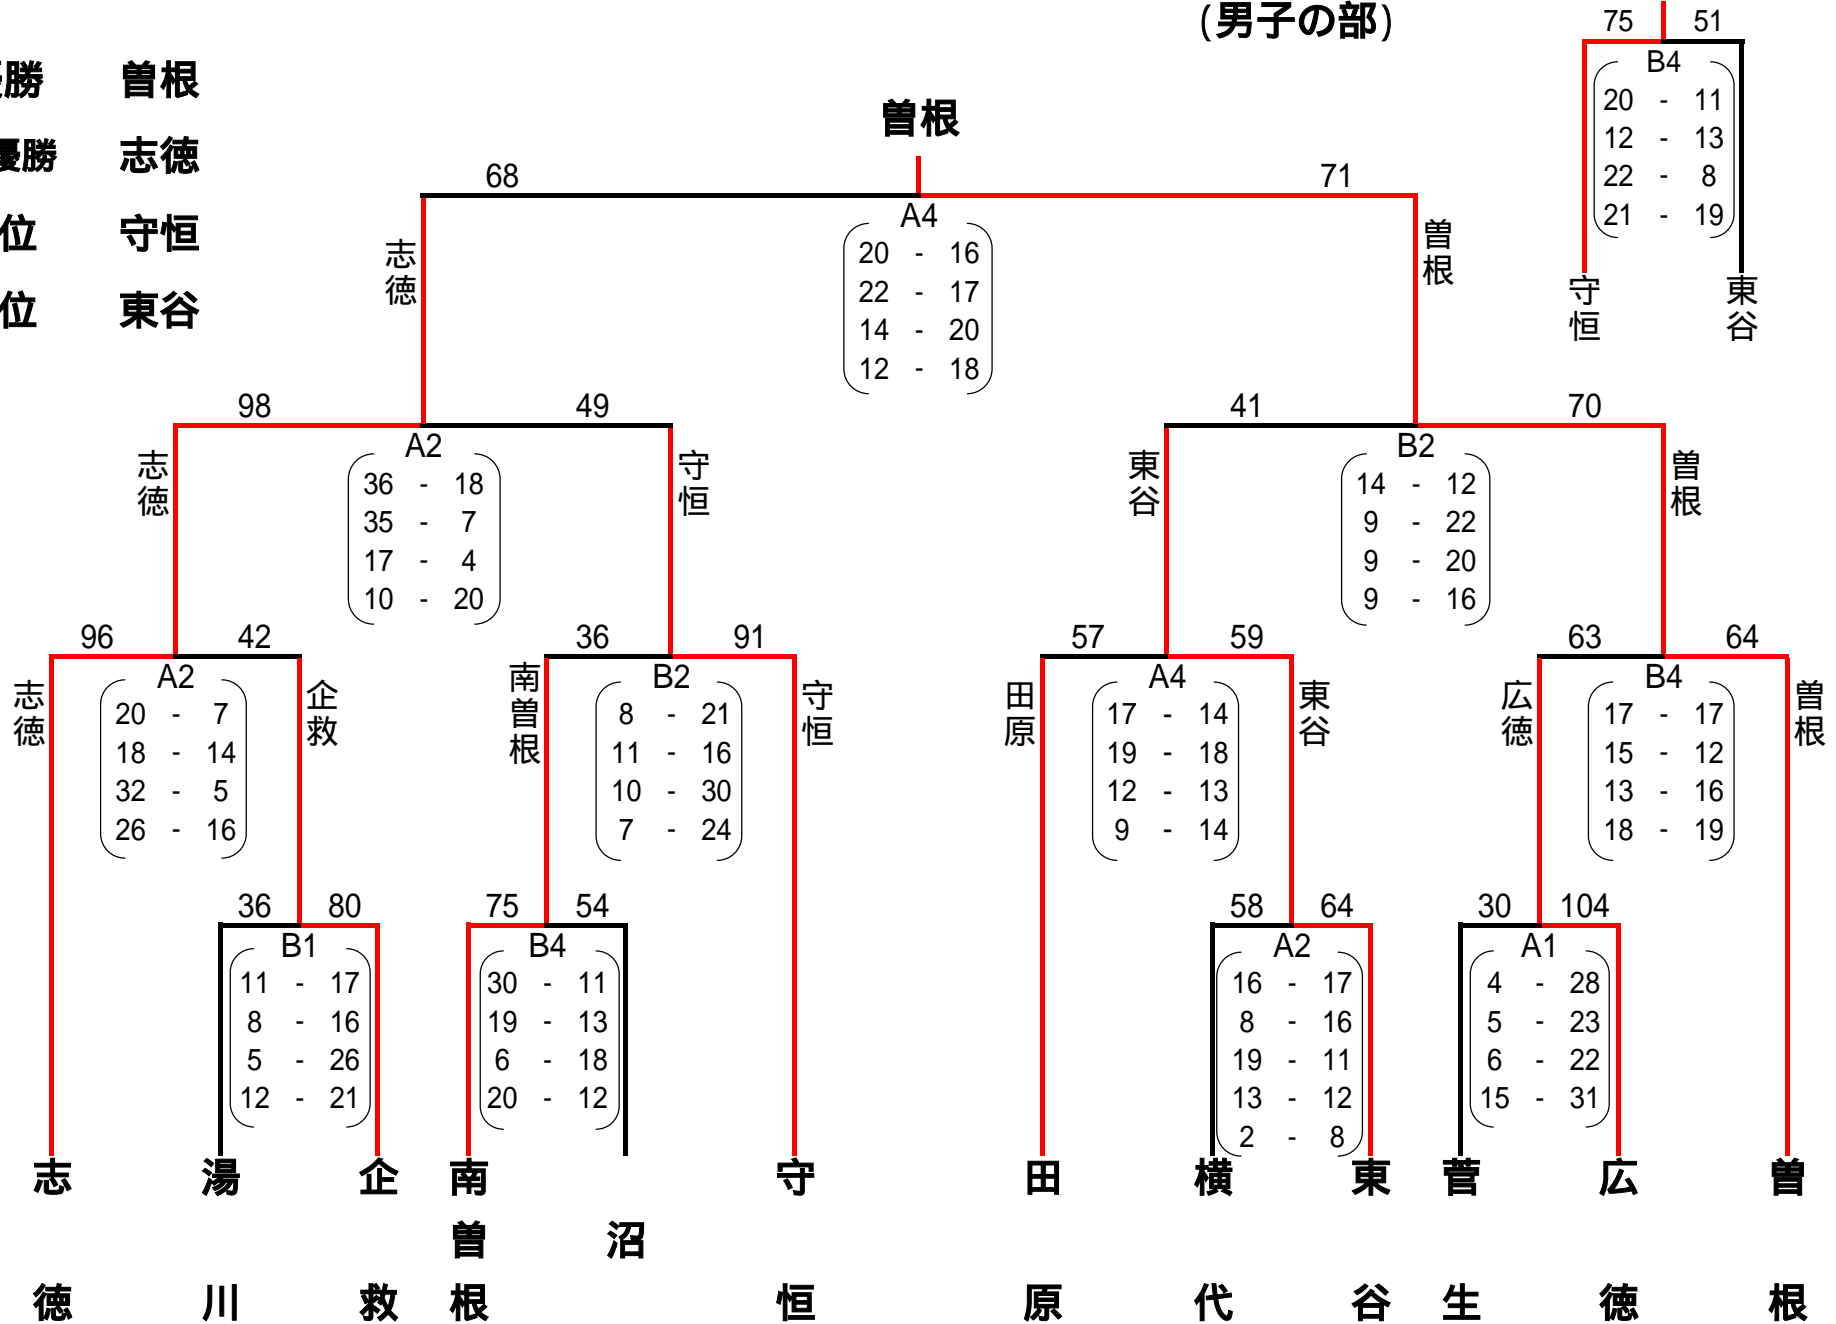 (男子の部)
75 51
B4
20 - 11
12 - 13
22 - 8
21 - 19
守恒
東谷
優勝 曽根
優勝 志徳
位 守恒
位 東谷
曽根
68 71
A4
20 - 16
22 - 17
14 - 20
12 - 18
志徳
曽根
98 49
A2
36 - 18
35 - 7
17 - 4
10 - 20
志徳
守恒
41 70
B2
14 - 12
9 - 22
9 - 20
9 - 16
東谷
曽根
96 42
A2
20 - 7
18 - 14
32 - 5
26 - 16
志徳
企救
36 91
B2
8 - 21
11 - 16
10 - 30
7 - 24
南曽根
守恒
57 59
A4
17 - 14
19 - 18
12 - 13
9 - 14
田原
東谷
63 64
B4
17 - 17
15 - 12
13 - 16
18 - 19
広徳
曽根
36 80
B1
11 - 17
8 - 16
5 - 26
12 - 21
75 54
B4
30 - 11
19 - 13
6 - 18
20 - 12
58 64
A2
16 - 17
8 - 16
19 - 11
13 - 12
2 - 8
30 104
A1
4 - 28
5 - 23
6 - 22
15 - 31
志徳
湯川
企救
南曽根
沼
守恒
田原
横代
東谷
菅生
広徳
曽根